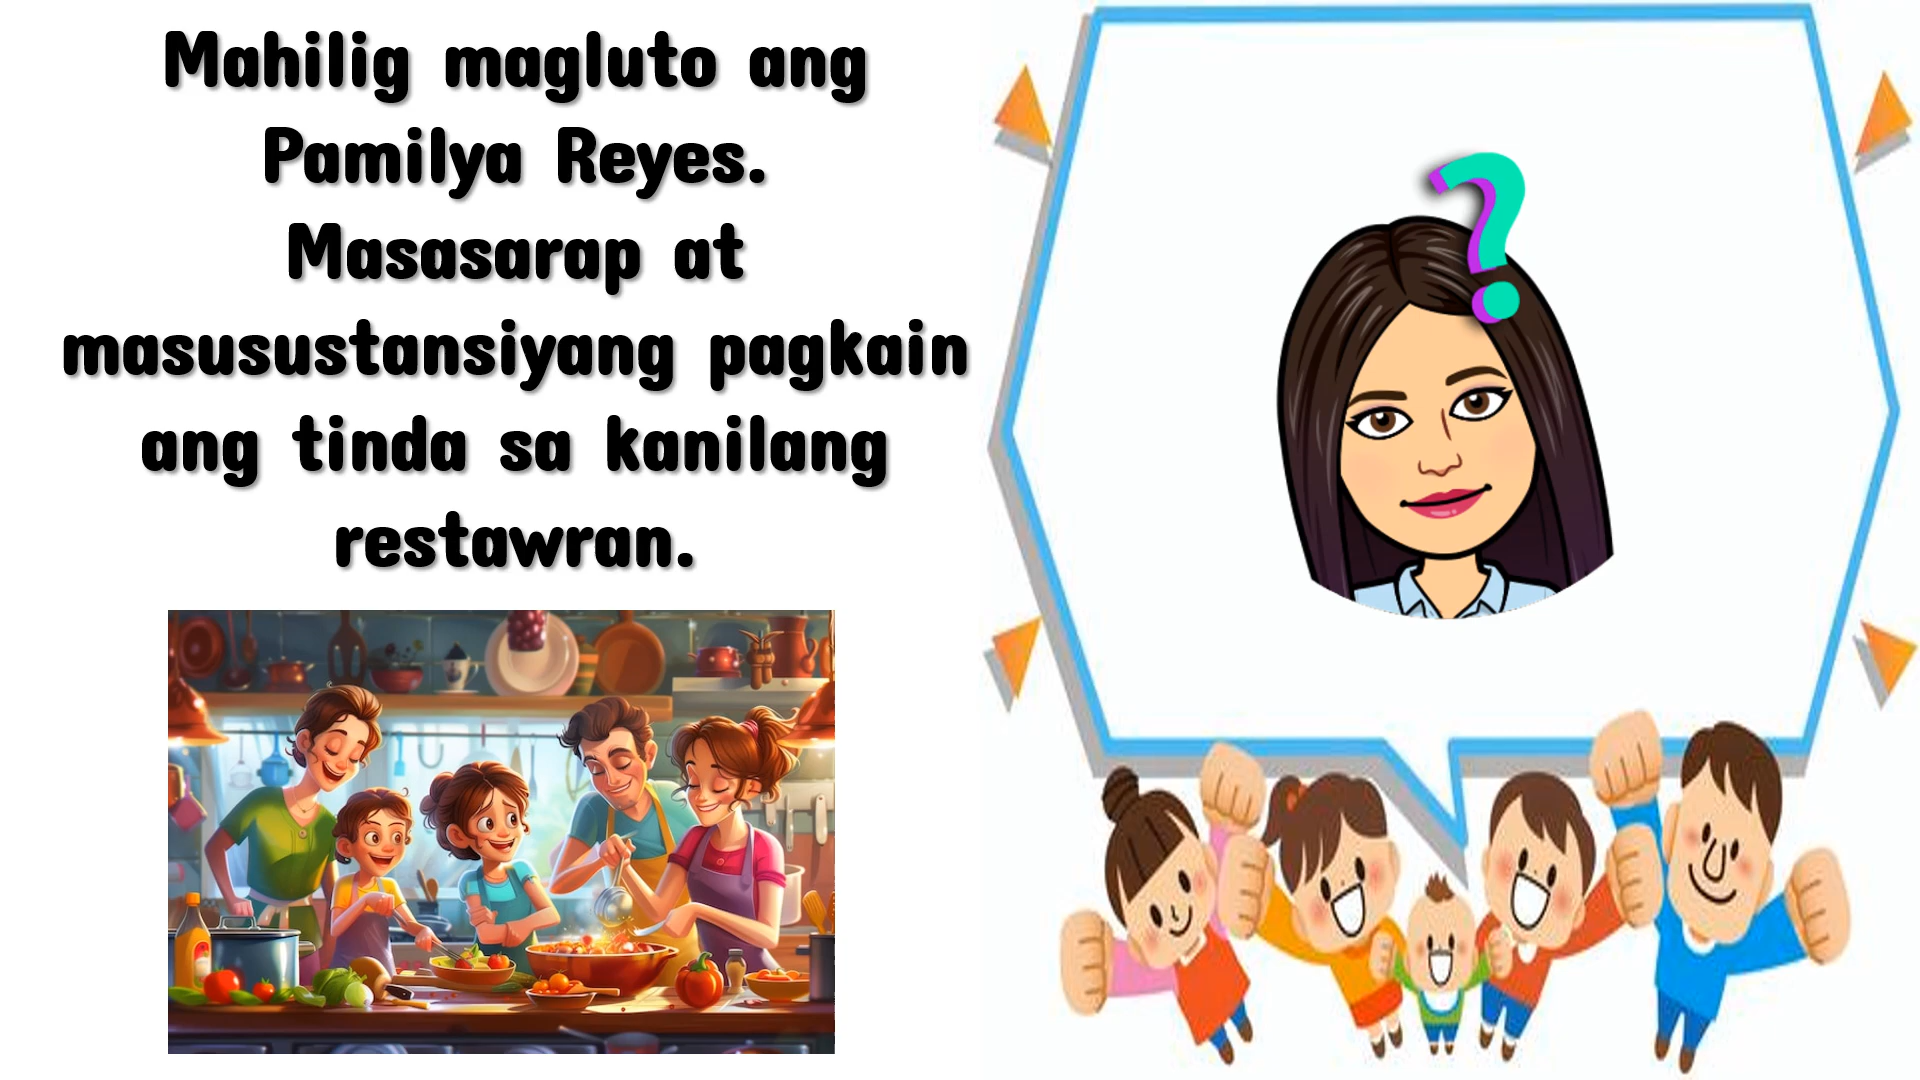 Mahilig magluto ang
Pamilya Reyes.
Masasarap at
masusustansiyang pagkain
ang tinda sa kanilang
restawran.
?